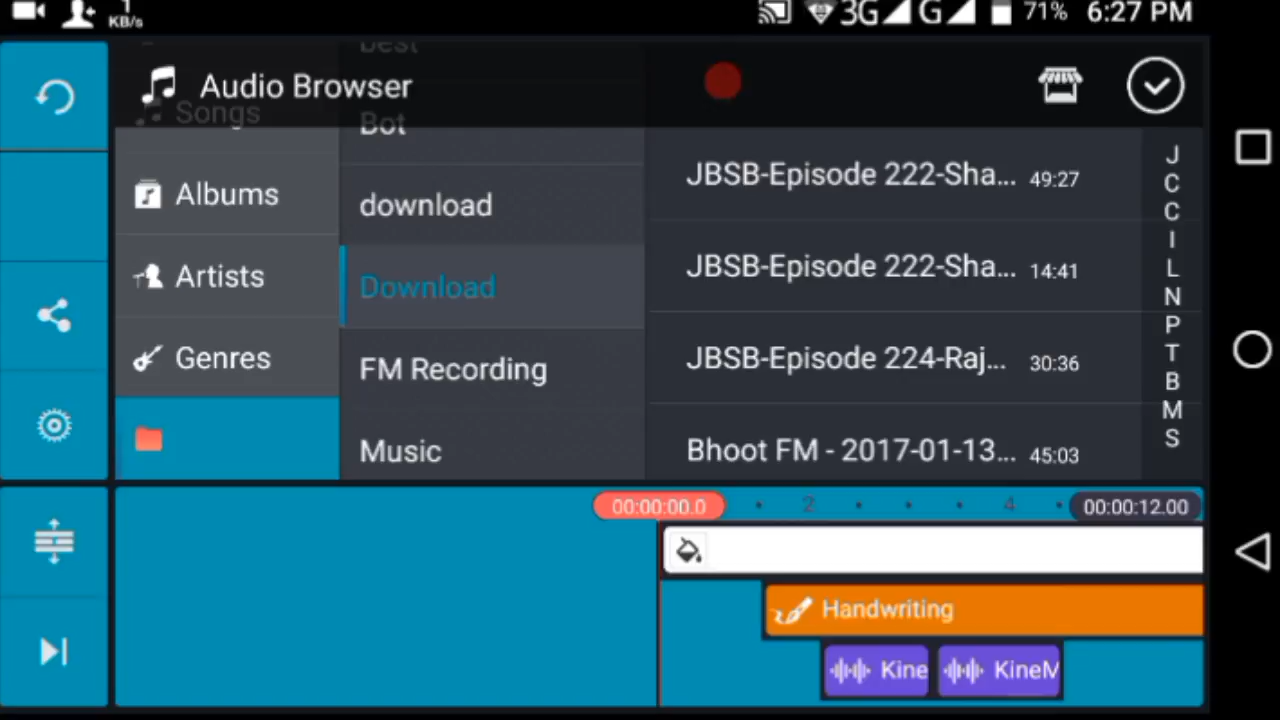 1
KB/s
3G G 71% 6:27 PM
best
Audio Browser
Songs
Bot
Albums
download
Artists
Download
Genres
FM Recording
Music
JBSB-Episode 222-Sha... 49:27
JBSB-Episode 222-Sha... 14:41
JBSB-Episode 224-Raj... 30:36
Bhoot FM - 2017-01-13... 45:03
J
C
C
I
L
N
P
T
B
M
S
00:00:00.0 2 4 00:00:12.00
Handwriting
Kine KineM